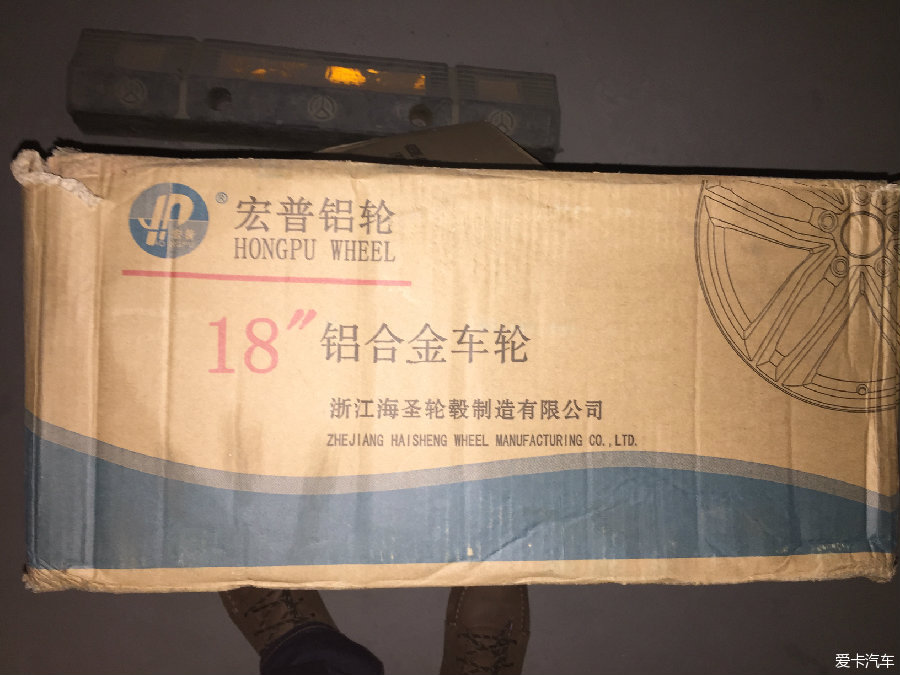 ® 宏普铝轮
HONGPU WHEEL
18" 铝合金车轮
浙江海圣轮毂制造有限公司
ZHEJIANG HAISHENG WHEEL MANUFACTURING CO.,LTD.
爱卡汽车